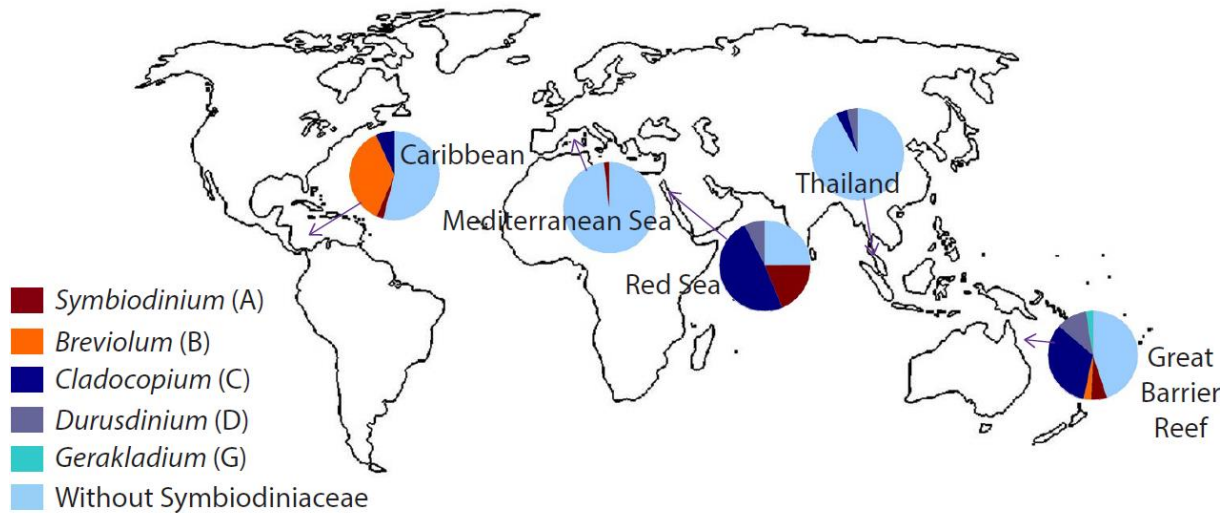 Caribbean
Mediterranean Sea
Thailand
Red Sea
Great
Barrier
Reef
Symbiodinium (A)
Breviolum (B)
Cladocopium (C)
Durusdinium (D)
Gerakladium (G)
Without Symbiodiniaceae